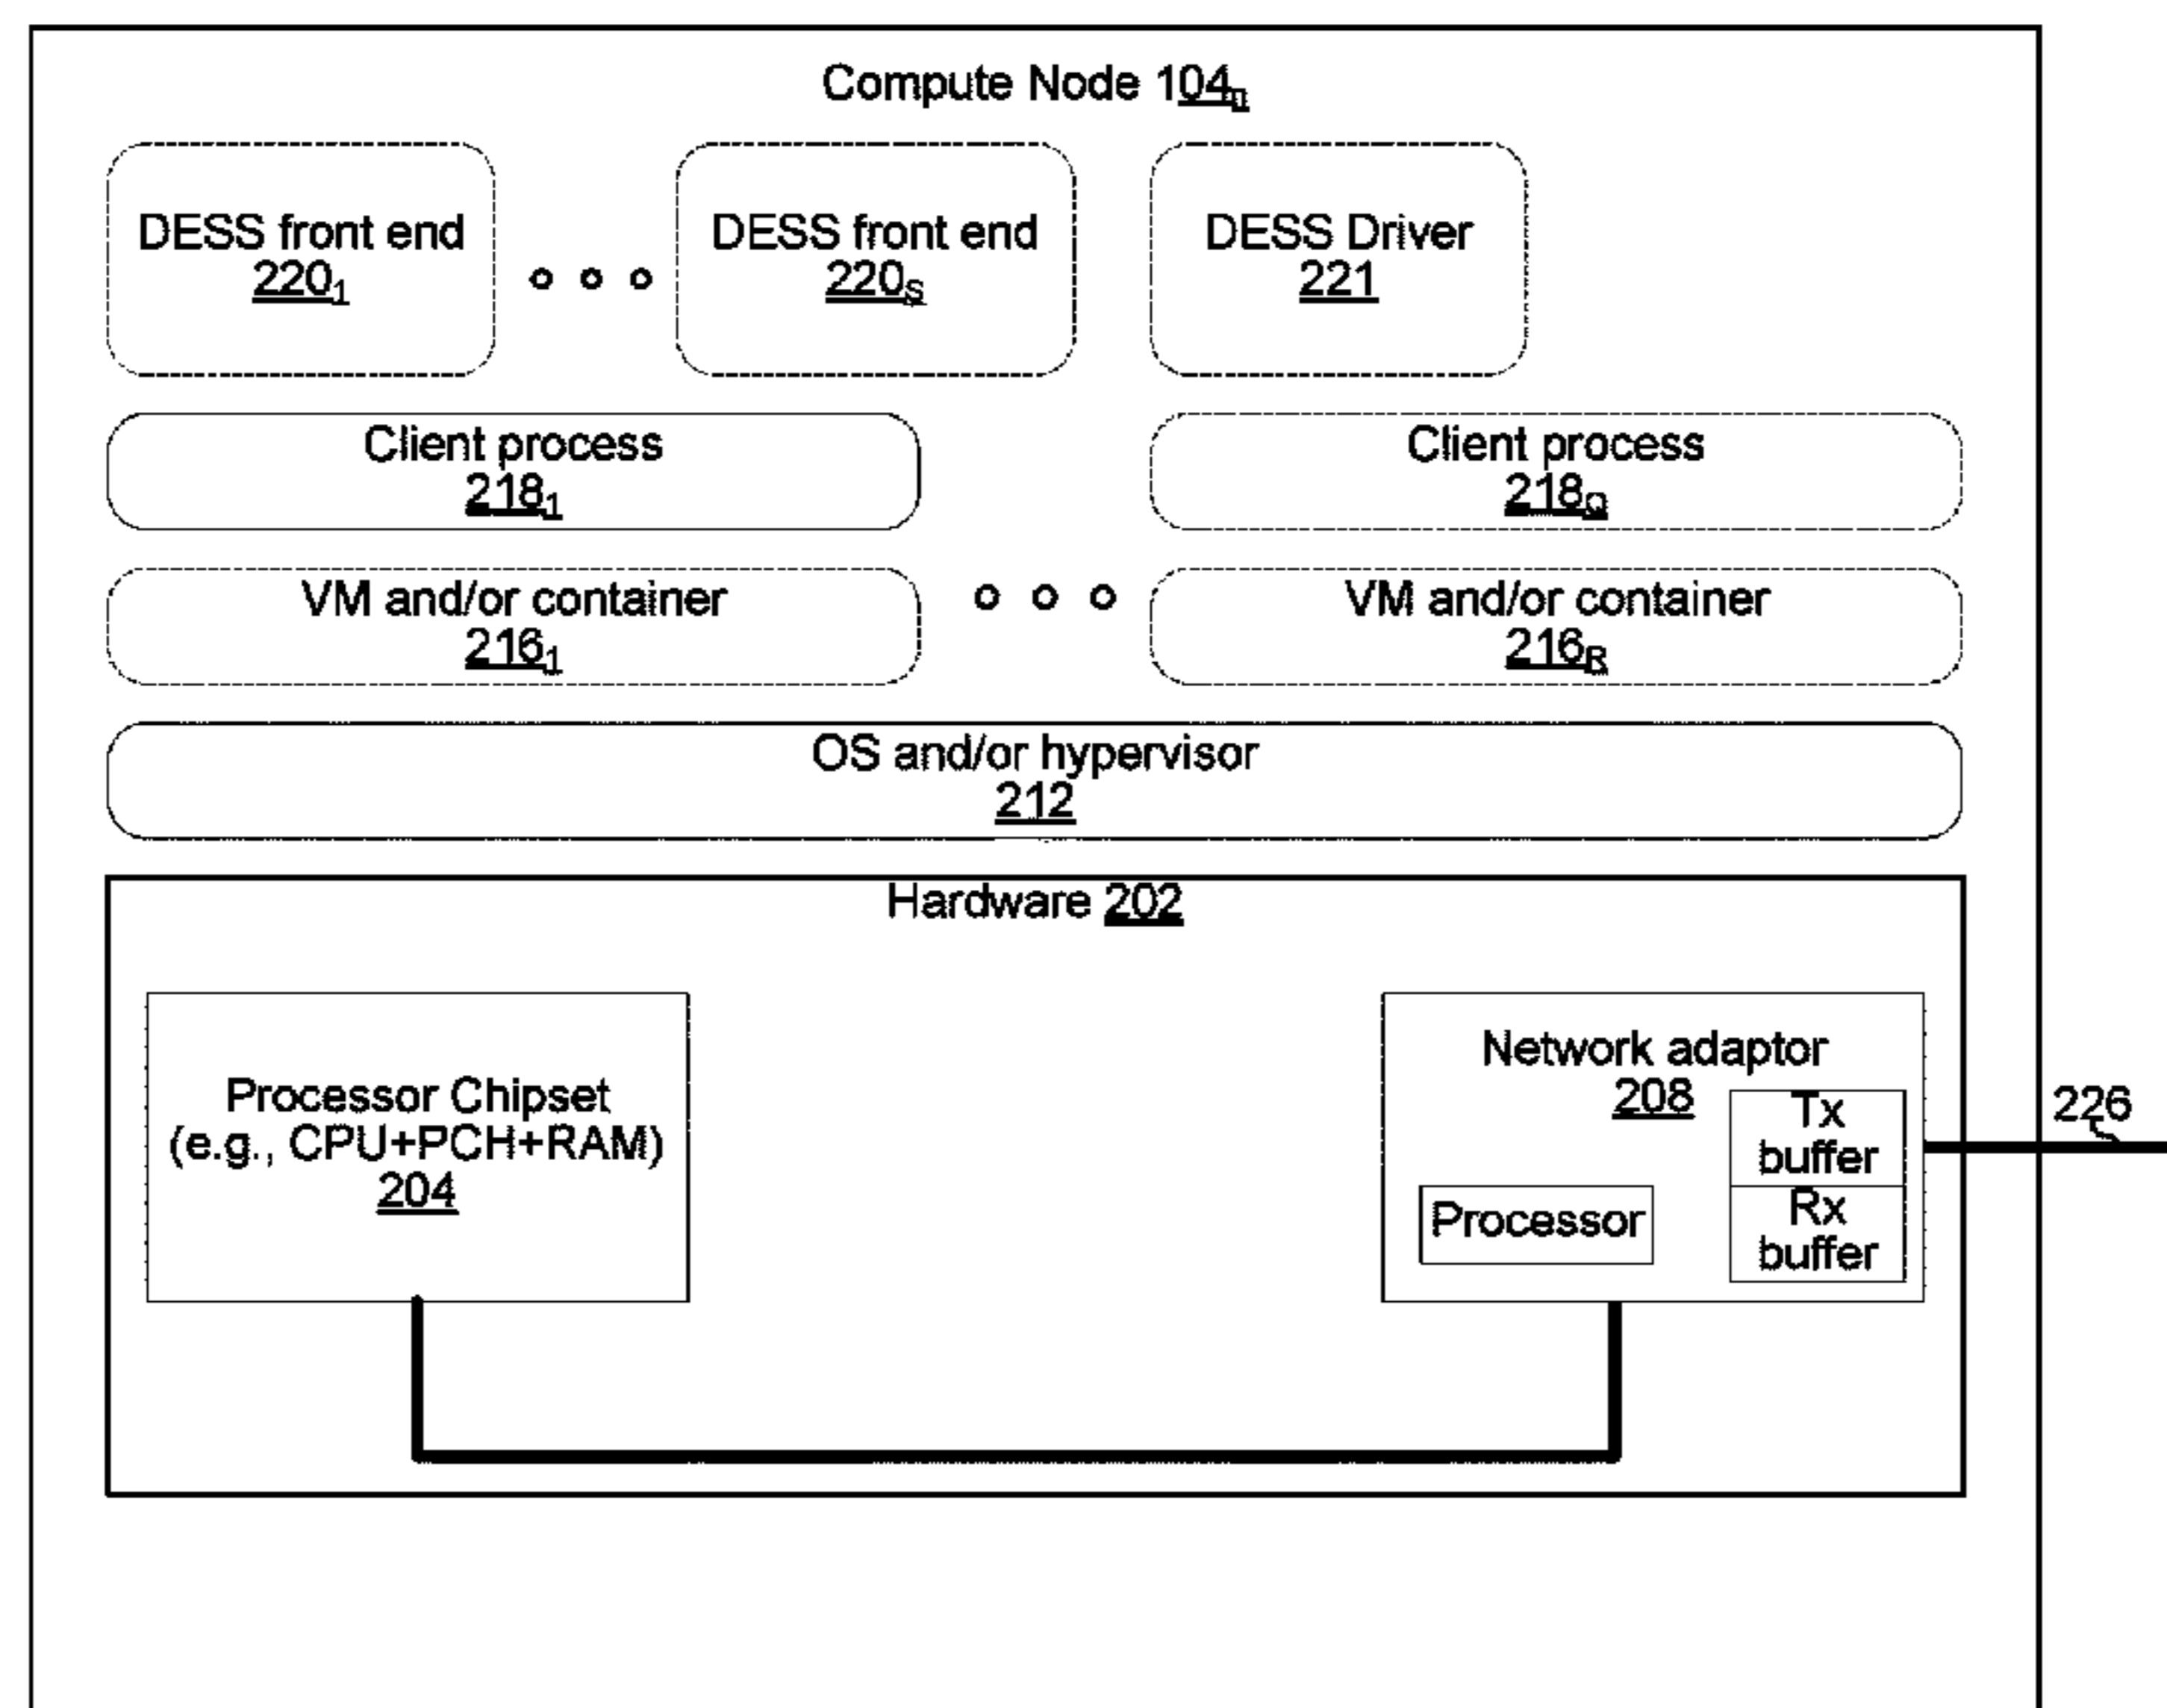 Compute Node 104n
DESS front end
220₁
DESS front end
220S
DESS Driver
221
Client process
218₁
Client process
218Q
VM and/or container
216₁
VM and/or container
216R
OS and/or hypervisor
212
Hardware 202
Processor Chipset
(e.g., CPU+PCH+RAM)
204
Network adaptor
208
Tx
buffer
Processor
Rx
buffer
226